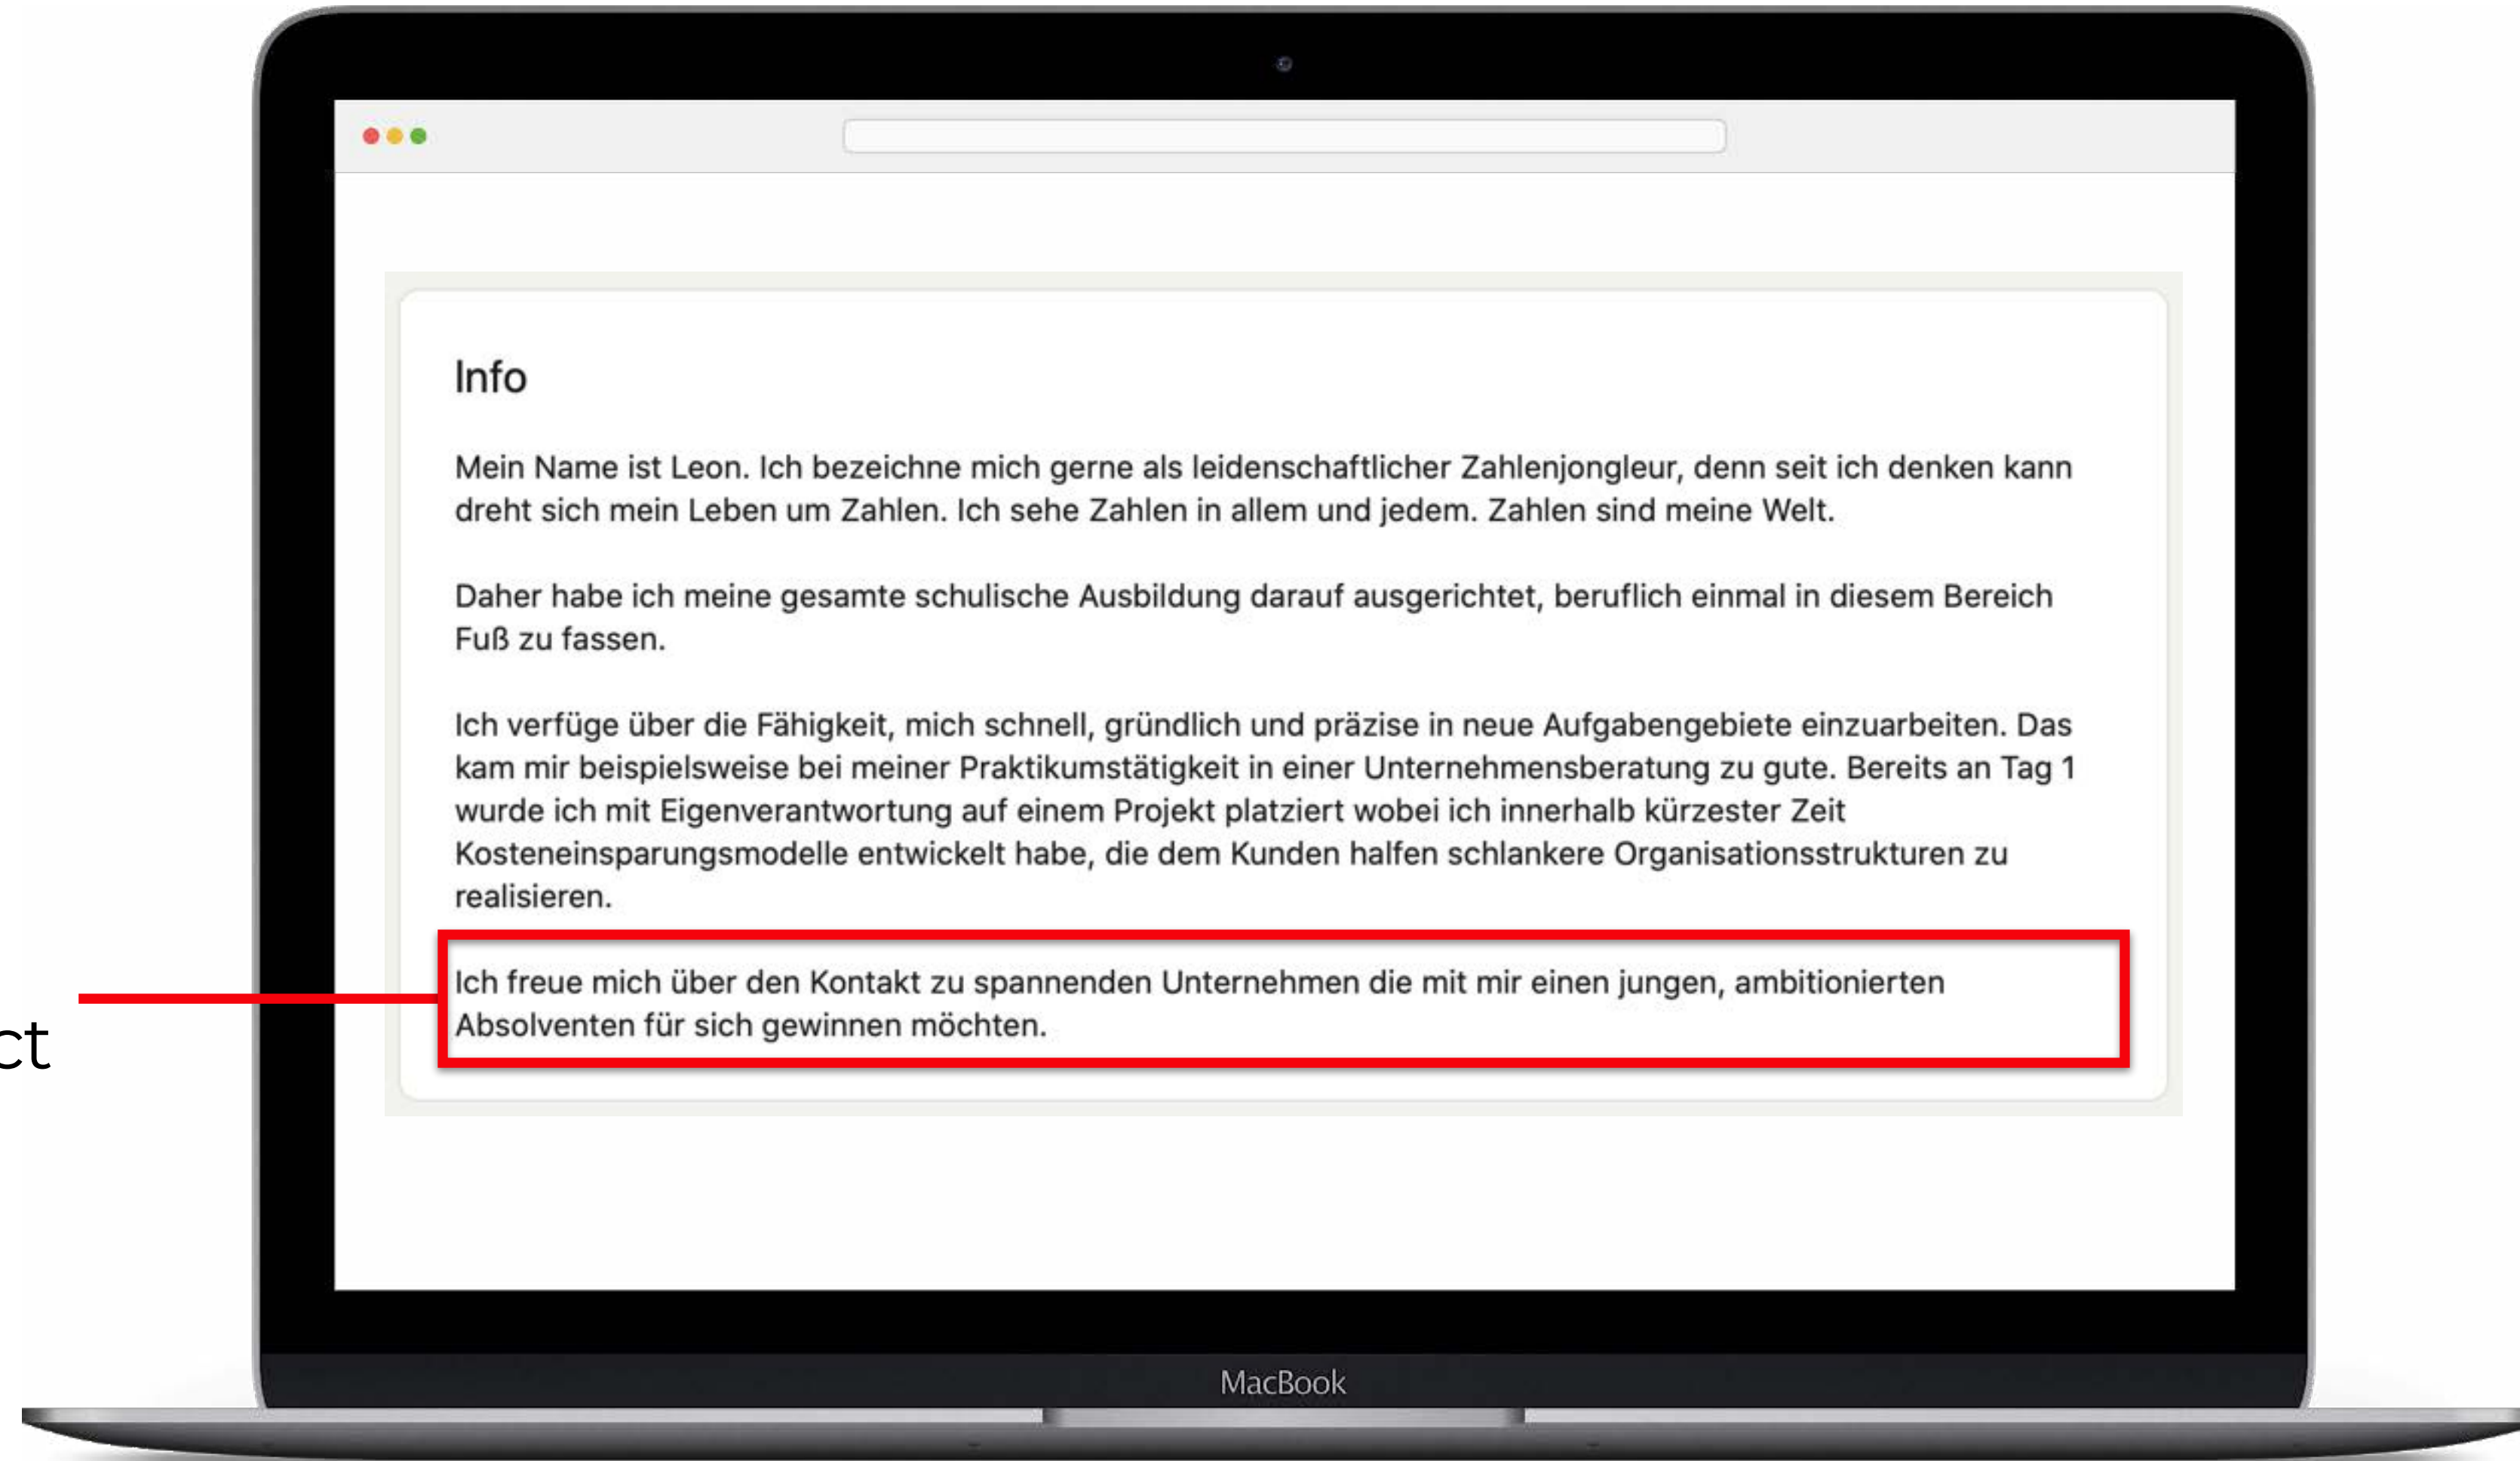 Info
Mein Name ist Leon. Ich bezeichne mich gerne als leidenschaftlicher Zahlenjongleur, denn seit ich denken kann
dreht sich mein Leben um Zahlen. Ich sehe Zahlen in allem und jedem. Zahlen sind meine Welt.
Daher habe ich meine gesamte schulische Ausbildung darauf ausgerichtet, beruflich einmal in diesem Bereich
Fuß zu fassen.
Ich verfüge über die Fähigkeit, mich schnell, gründlich und präzise in neue Aufgabengebiete einzuarbeiten. Das
kam mir beispielsweise bei meiner Praktikumstätigkeit in einer Unternehmensberatung zu gute. Bereits an Tag 1
wurde ich mit Eigenverantwortung auf einem Projekt platziert wobei ich innerhalb kürzester Zeit
Kosteneinsparungsmodelle entwickelt habe, die dem Kunden halfen schlankere Organisationsstrukturen zu
realisieren.
Ich freue mich über den Kontakt zu spannenden Unternehmen die mit mir einen jungen, ambitionierten
Absolventen für sich gewinnen möchten.
ct
MacBook